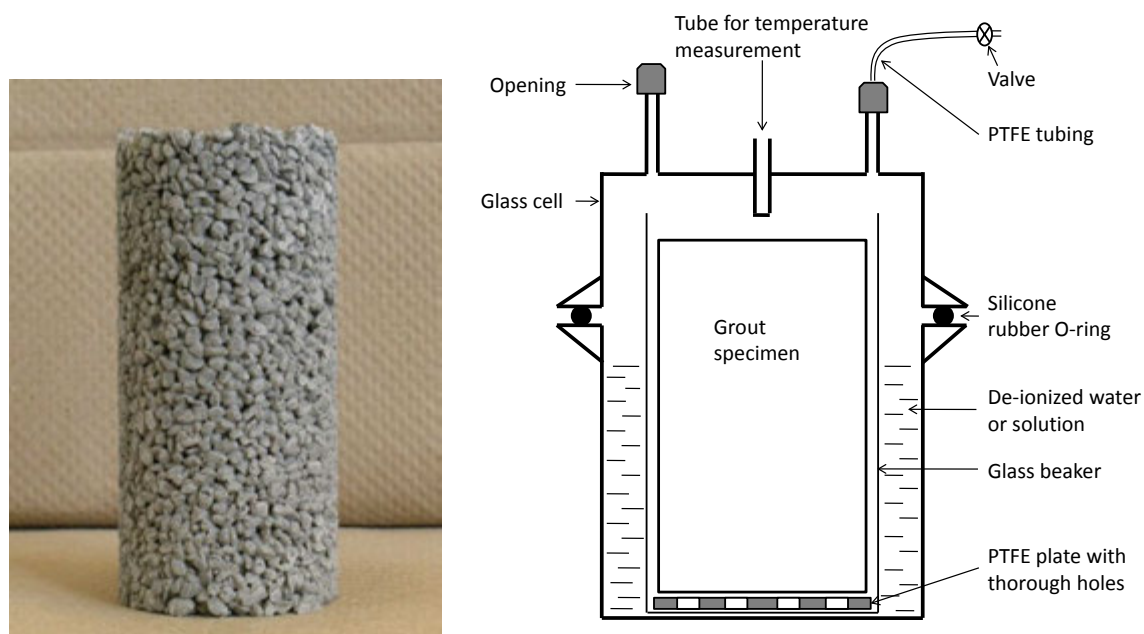 Tube for temperature
measurement
Opening
Valve
PTFE tubing
Glass cell
Silicone
rubber O-ring
Grout
specimen
De-ionized water
or solution
Glass beaker
PTFE plate with
thorough holes